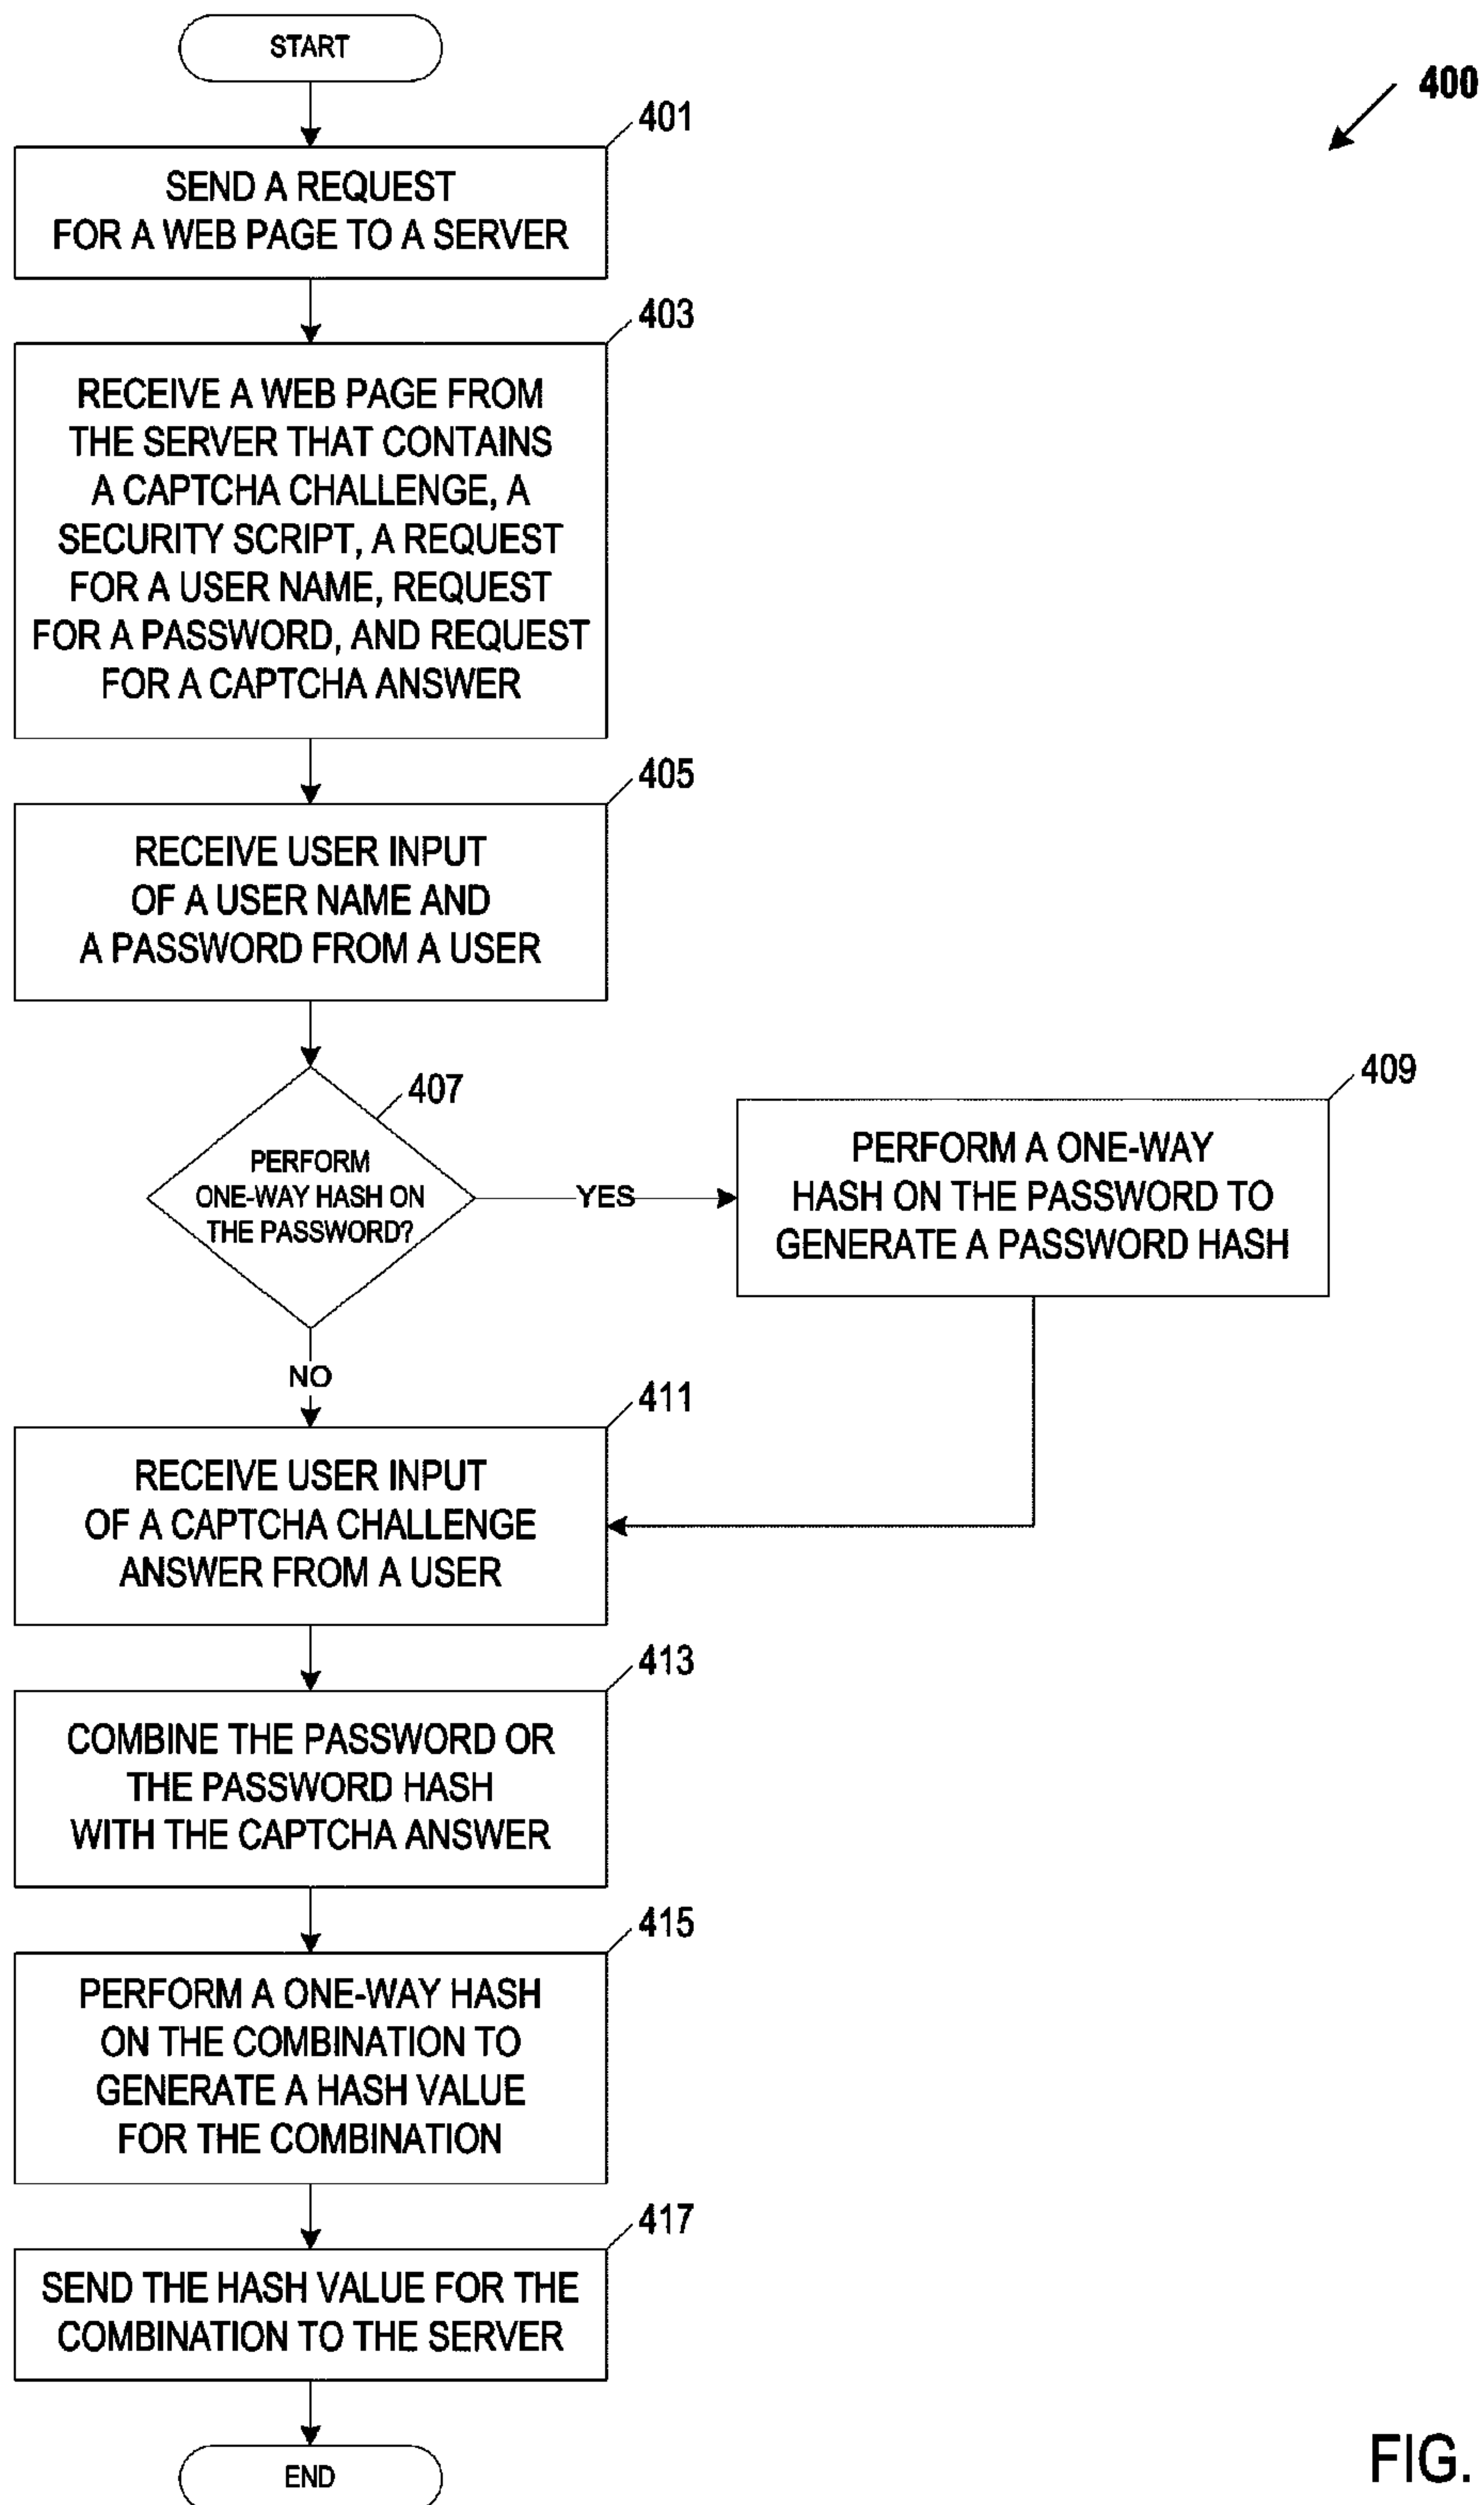 START
400
401
SEND A REQUEST
FOR A WEB PAGE TO A SERVER
403
RECEIVE A WEB PAGE FROM
THE SERVER THAT CONTAINS
A CAPTCHA CHALLENGE, A
SECURITY SCRIPT, A REQUEST
FOR A USER NAME, REQUEST
FOR A PASSWORD, AND REQUEST
FOR A CAPTCHA ANSWER
405
RECEIVE USER INPUT
OF A USER NAME AND
A PASSWORD FROM A USER
407
PERFORM
ONE-WAY HASH ON
THE PASSWORD?
YES
409
PERFORM A ONE-WAY
HASH ON THE PASSWORD TO
GENERATE A PASSWORD HASH
NO
411
RECEIVE USER INPUT
OF A CAPTCHA CHALLENGE
ANSWER FROM A USER
413
COMBINE THE PASSWORD OR
THE PASSWORD HASH
WITH THE CAPTCHA ANSWER
415
PERFORM A ONE-WAY HASH
ON THE COMBINATION TO
GENERATE A HASH VALUE
FOR THE COMBINATION
417
SEND THE HASH VALUE FOR THE
COMBINATION TO THE SERVER
END
FIG.